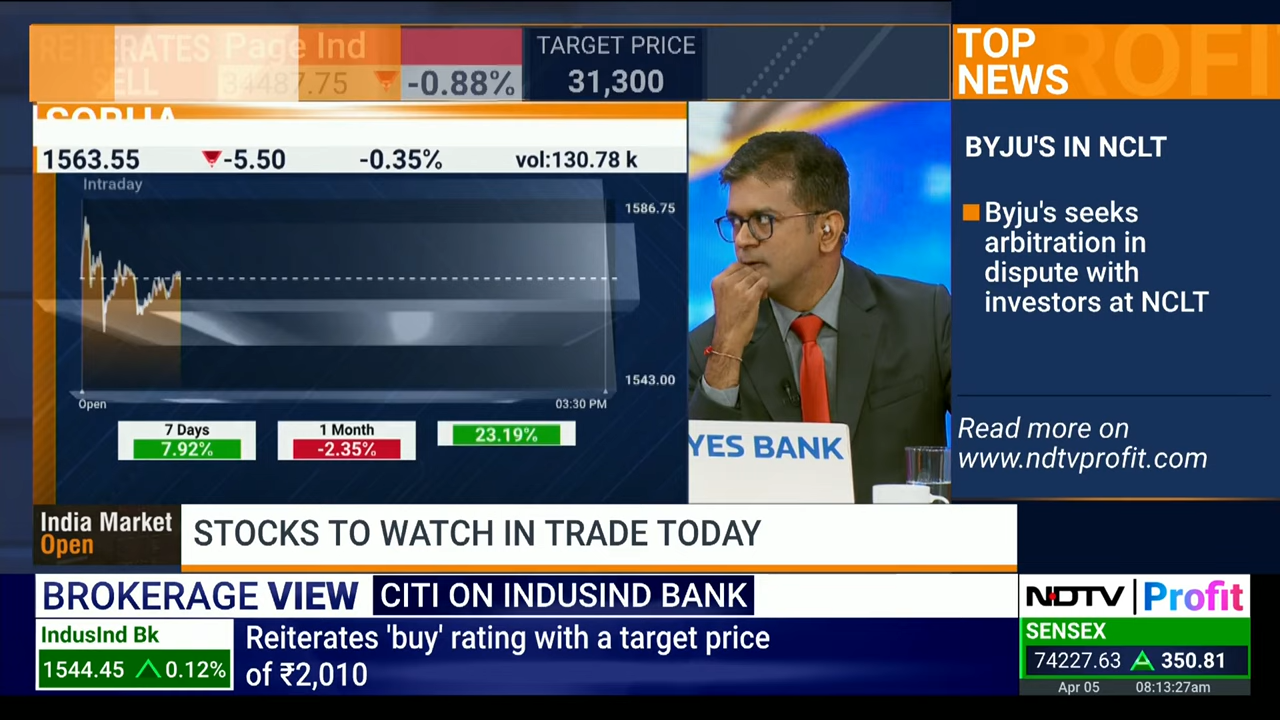 REITERATES
SELL
Page Ind
34487.75
-0.88%
TARGET PRICE
31,300
TOP
NEWS
PROFI
SOBHA
1563.55
-5.50
-0.35%
vol:130.78 k
Intraday
1586.75
1543.00
Open
03:30 PM
7 Days
7.92%
1 Month
-2.35%
23.19%
YES BANK
BYJU'S IN NCLT
Byju's seeks
arbitration in
dispute with
investors at NCLT
Read more on
www.ndtvprofit.com
India Market
Open
STOCKS TO WATCH IN TRADE TODAY
BROKERAGE VIEW
CITI ON INDUSIND BANK
IndusInd Bk
1544.45
0.12%
Reiterates 'buy' rating with a target price
of ₹2,010
NDTV Profit
SENSEX
74227.63
350.81
Apr 05
08:13:27am